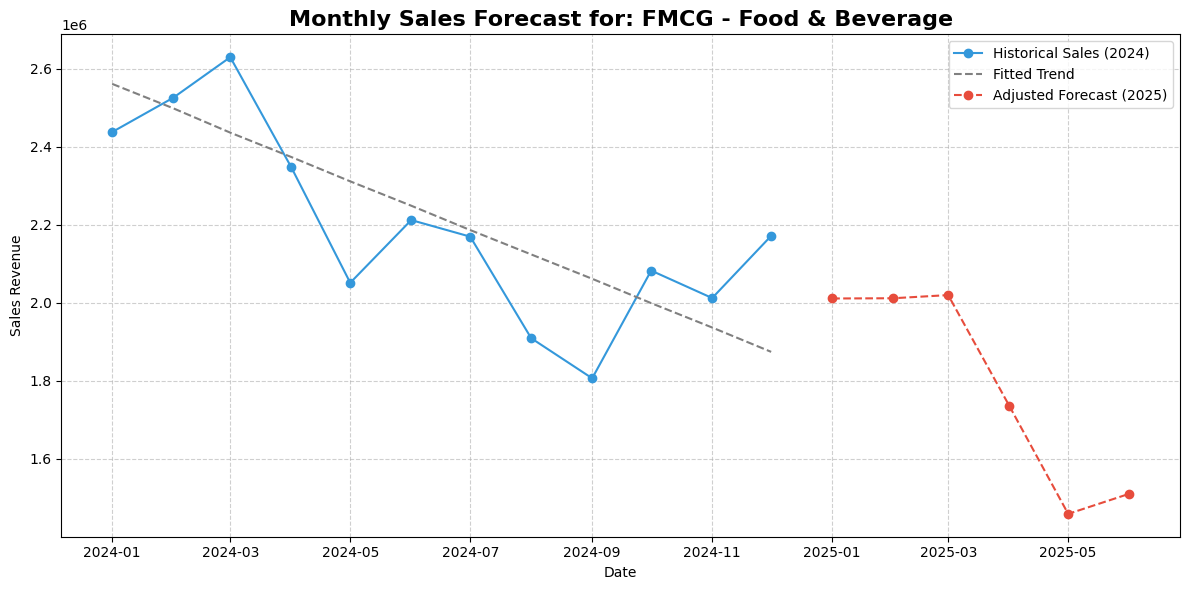 Monthly Sales Forecast for: FMCG - Food & Beverage
1e6
Historical Sales (2024)
Fitted Trend
Adjusted Forecast (2025)
Sales Revenue
2.6
2.4
2.2
2.0
1.8
1.6
2024-01 2024-03 2024-05 2024-07 2024-09 2024-11 2025-01 2025-03 2025-05
Date